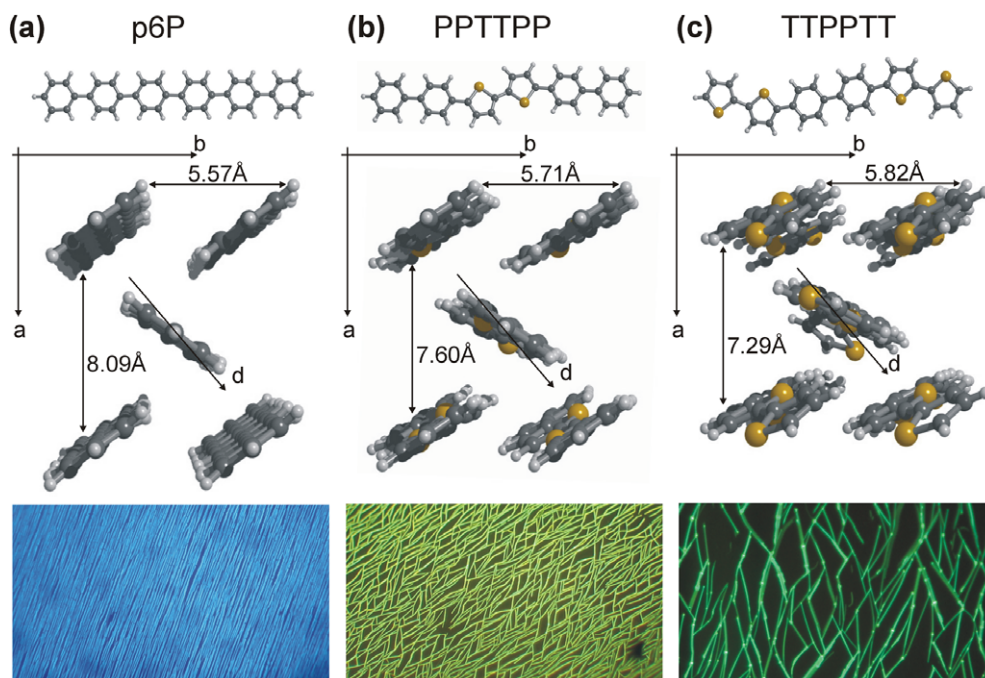 (a) p6P
(b) PPTTPP
(c) TTPPTT
b
5.57Å
a
8.09Å
d
b
5.71Å
a
7.60Å
d
b
5.82Å
a
7.29Å
d